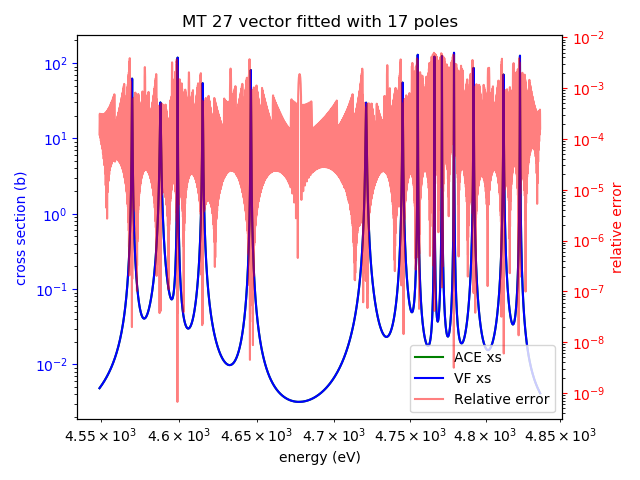 MT 27 vector fitted with 17 poles
10²
10¹
10⁰
10⁻¹
10⁻²
cross section (b)
10⁻²
10⁻³
10⁻⁴
10⁻⁵
10⁻⁶
10⁻⁷
10⁻⁸
10⁻⁹
relative error
ACE xs
VF xs
Relative error
4.55×10³ 4.6×10³ 4.65×10³ 4.7×10³ 4.75×10³ 4.8×10³ 4.85×10³
energy (eV)